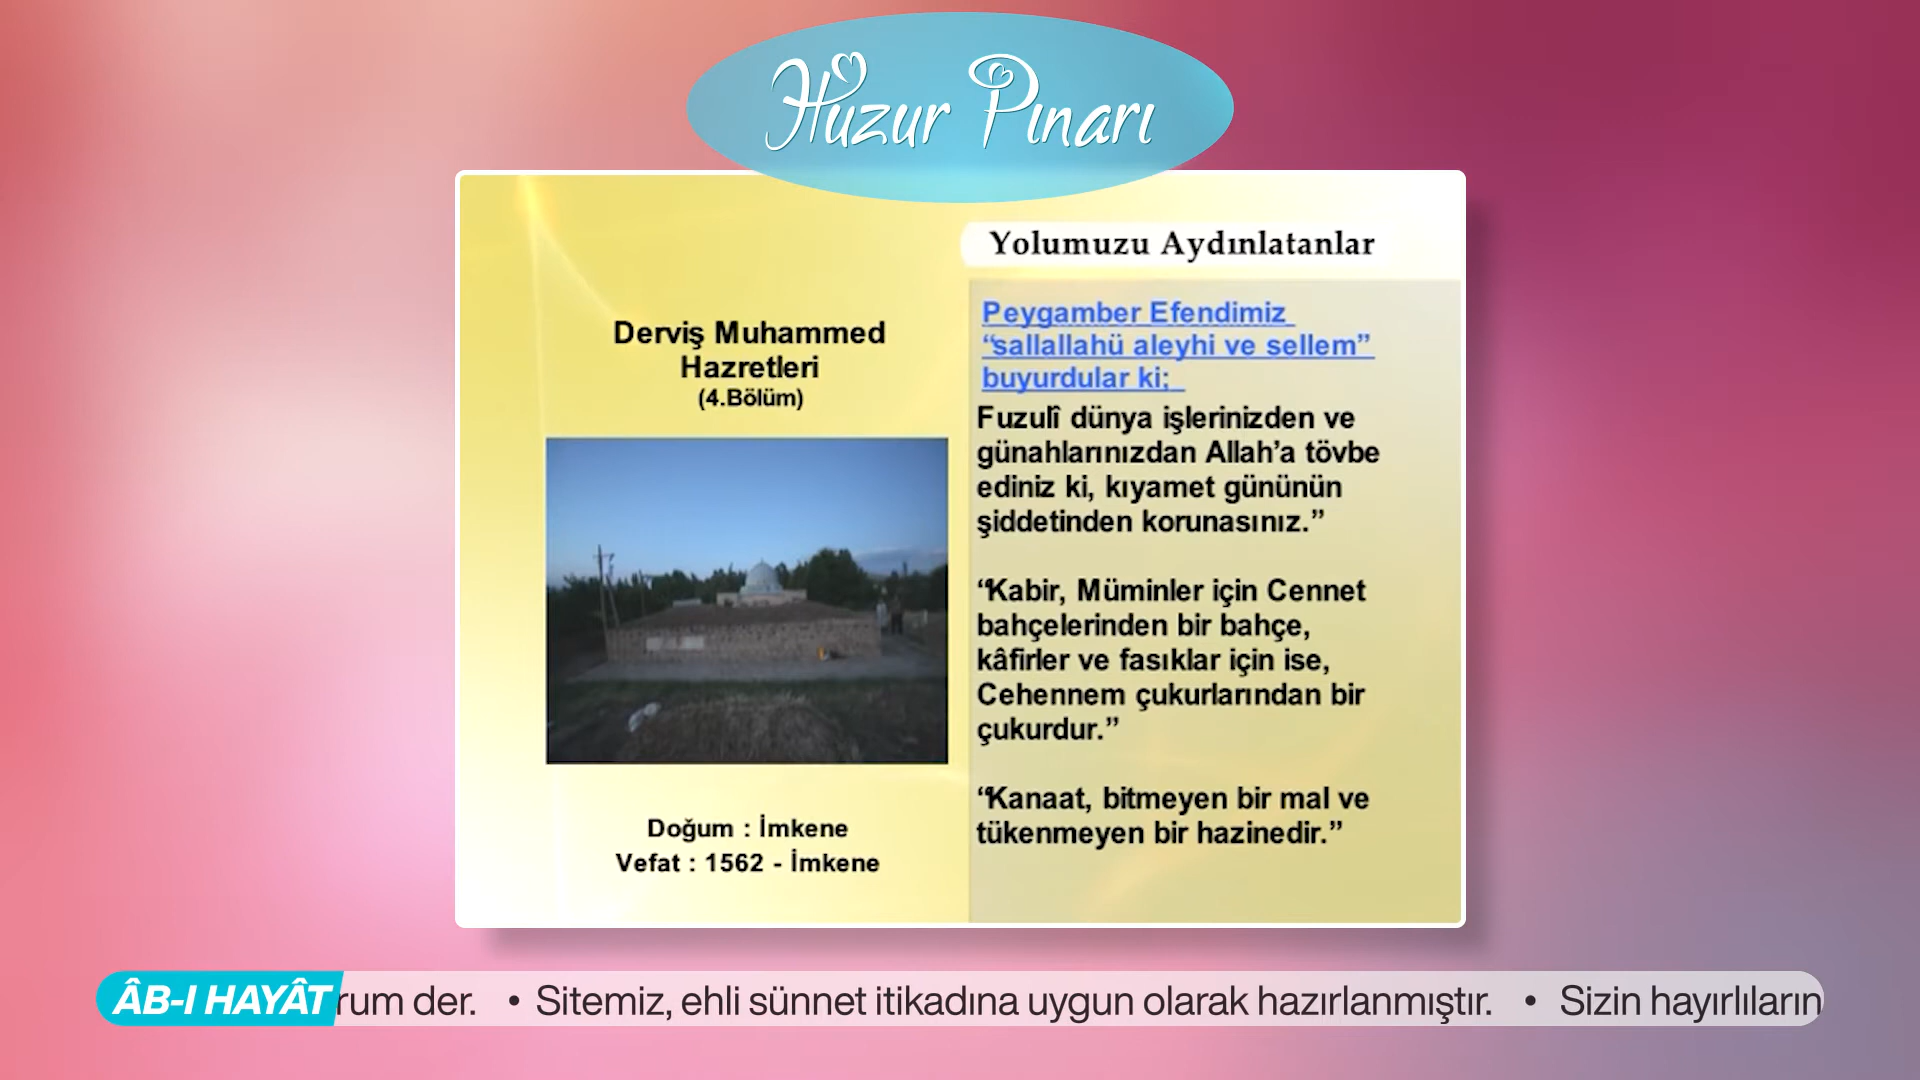 Huzur Pınarı
Yolumuzu Aydınlatanlar
Derviş Muhammed
Hazretleri
(4.Bölüm)
Doğum : İmkene
Vefat : 1562 - İmkene
Peygamber Efendimiz
“sallallahü aleyhi ve sellem”
buyurdular ki;
Fuzulî dünya işlerinizden ve
günahlarınızdan Allah’a tövbe
ediniz ki, kıyamet gününün
şiddetinden korunasınız.”
“Kabir, Müminler için Cennet
bahçelerinden bir bahçe,
kâfirler ve fasıklar için ise,
Cehennem çukurlarından bir
çukurdur.”
“Kanaat, bitmeyen bir mal ve
tükenmeyen bir hazinedir.”
ÂB-I HAYÂT rum der. • Sitemiz, ehli sünnet itikadına uygun olarak hazırlanmıştır. • Sizin hayırlıların